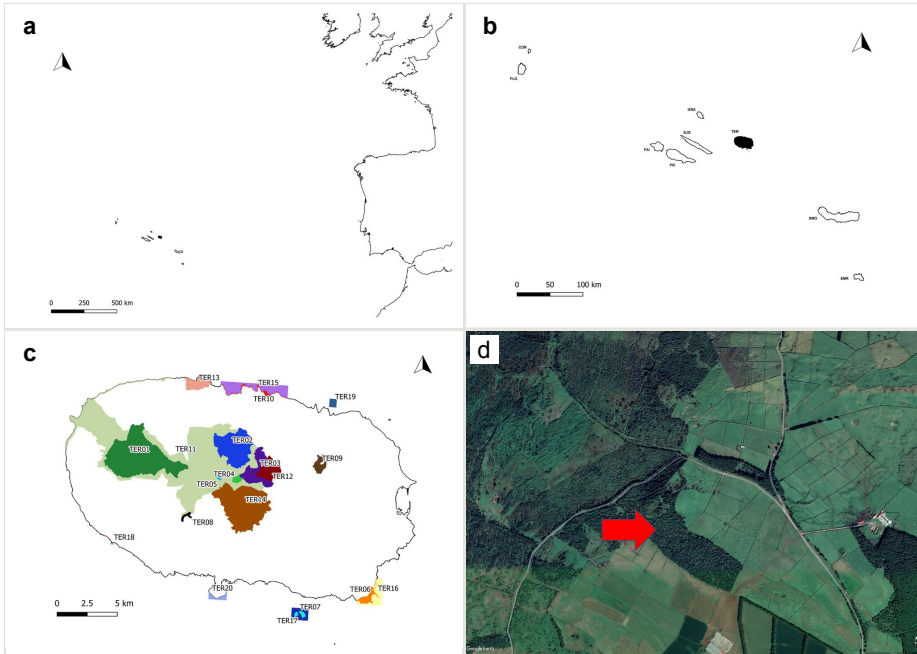 a
0 250 500 km
b
COR
FLO
GRA
SJG
TER
FAI
PIC
SMG
SMR
0 50 100 km
c
TER13
TER15
TER10
TER19
TER01
TER11
TER02
TER03
TER09
TER04
TER12
TER05
TER14
TER08
TER18
TER20
TER06 TER16
TER07
TER17
0 2.5 5 km
d
Google Earth